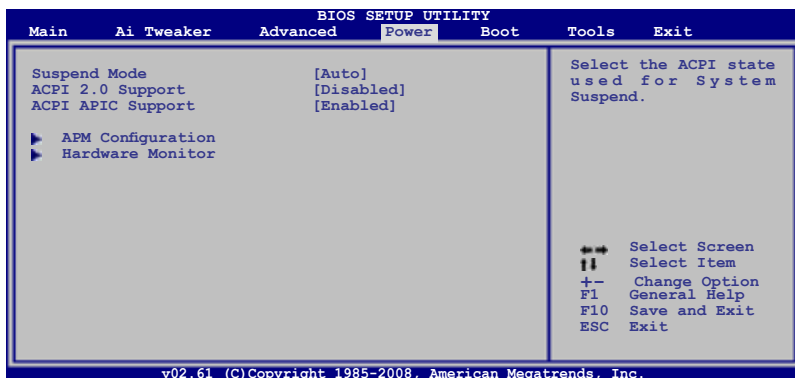 BIOS SETUP UTILITY
Main Ai Tweaker Advanced Power Boot Tools Exit
Suspend Mode [Auto]
ACPI 2.0 Support [Disabled]
ACPI APIC Support [Enabled]
APM Configuration
Hardware Monitor
Select the ACPI state
used for System
Suspend.
Select Screen
Select Item
+- Change Option
F1 General Help
F10 Save and Exit
ESC Exit
v02.61 (C)Copyright 1985-2008, American Megatrends, Inc.